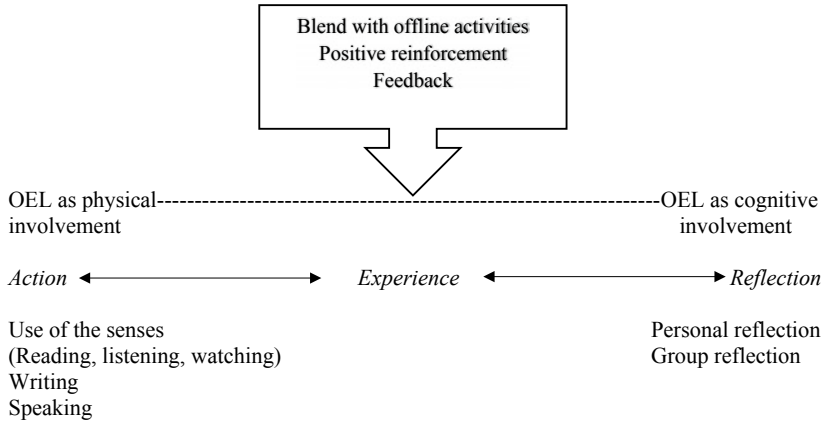 Blend with offline activities
Positive reinforcement
Feedback
OEL as physical-------------------------------------------------------------------OEL as cognitive
involvement involvement
Action Experience Reflection
Use of the senses Personal reflection
(Reading, listening, watching) Group reflection
Writing
Speaking